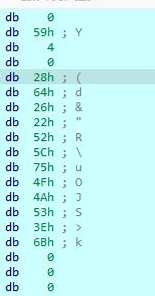 db 0
db 59h ; Y
db 4
db 0
db 28h ; (
db 64h ; d
db 26h ; &
db 22h ; "
db 52h ; R
db 5Ch ; \
db 75h ; u
db 4Fh ; O
db 4Ah ; J
db 53h ; S
db 3Eh ; >
db 6Bh ; k
db 0
db 0
db 0